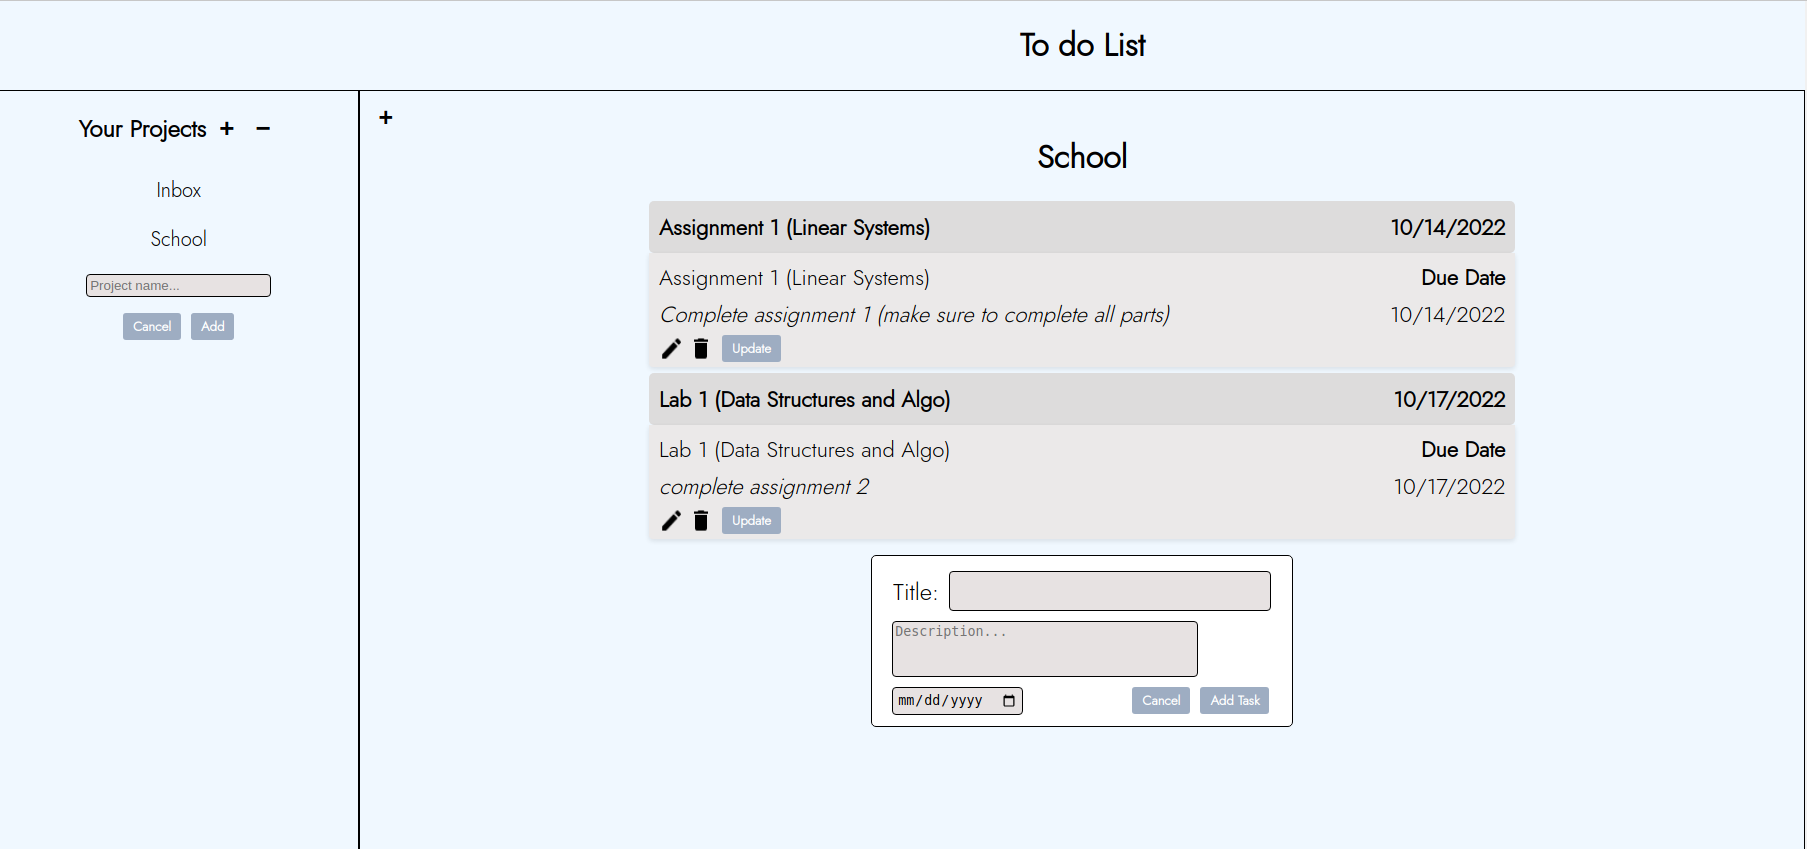 To do List
Your Projects + −
Inbox
School
Project name...
Cancel Add
+
School
Assignment 1 (Linear Systems) 10/14/2022
Assignment 1 (Linear Systems) Due Date
Complete assignment 1 (make sure to complete all parts) 10/14/2022
Update
Lab 1 (Data Structures and Algo) 10/17/2022
Lab 1 (Data Structures and Algo) Due Date
complete assignment 2 10/17/2022
Update
Title:
Description...
mm/dd/yyyy Cancel Add Task